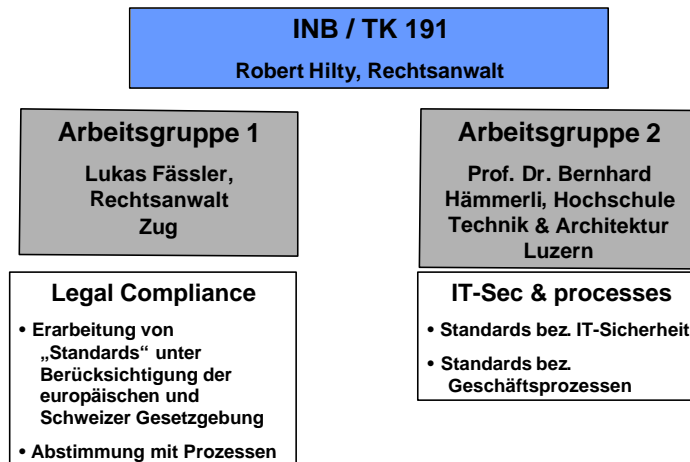 INB / TK 191
Robert Hilty, Rechtsanwalt
Arbeitsgruppe 1
Lukas Fässler,
Rechtsanwalt
Zug
Legal Compliance
• Erarbeitung von
„Standards“ unter
Berücksichtigung der
europäischen und
Schweizer Gesetzgebung
• Abstimmung mit Prozessen
Arbeitsgruppe 2
Prof. Dr. Bernhard
Hämmerli, Hochschule
Technik & Architektur
Luzern
IT-Sec & processes
• Standards bez. IT-Sicherheit
• Standards bez.
Geschäftsprozessen